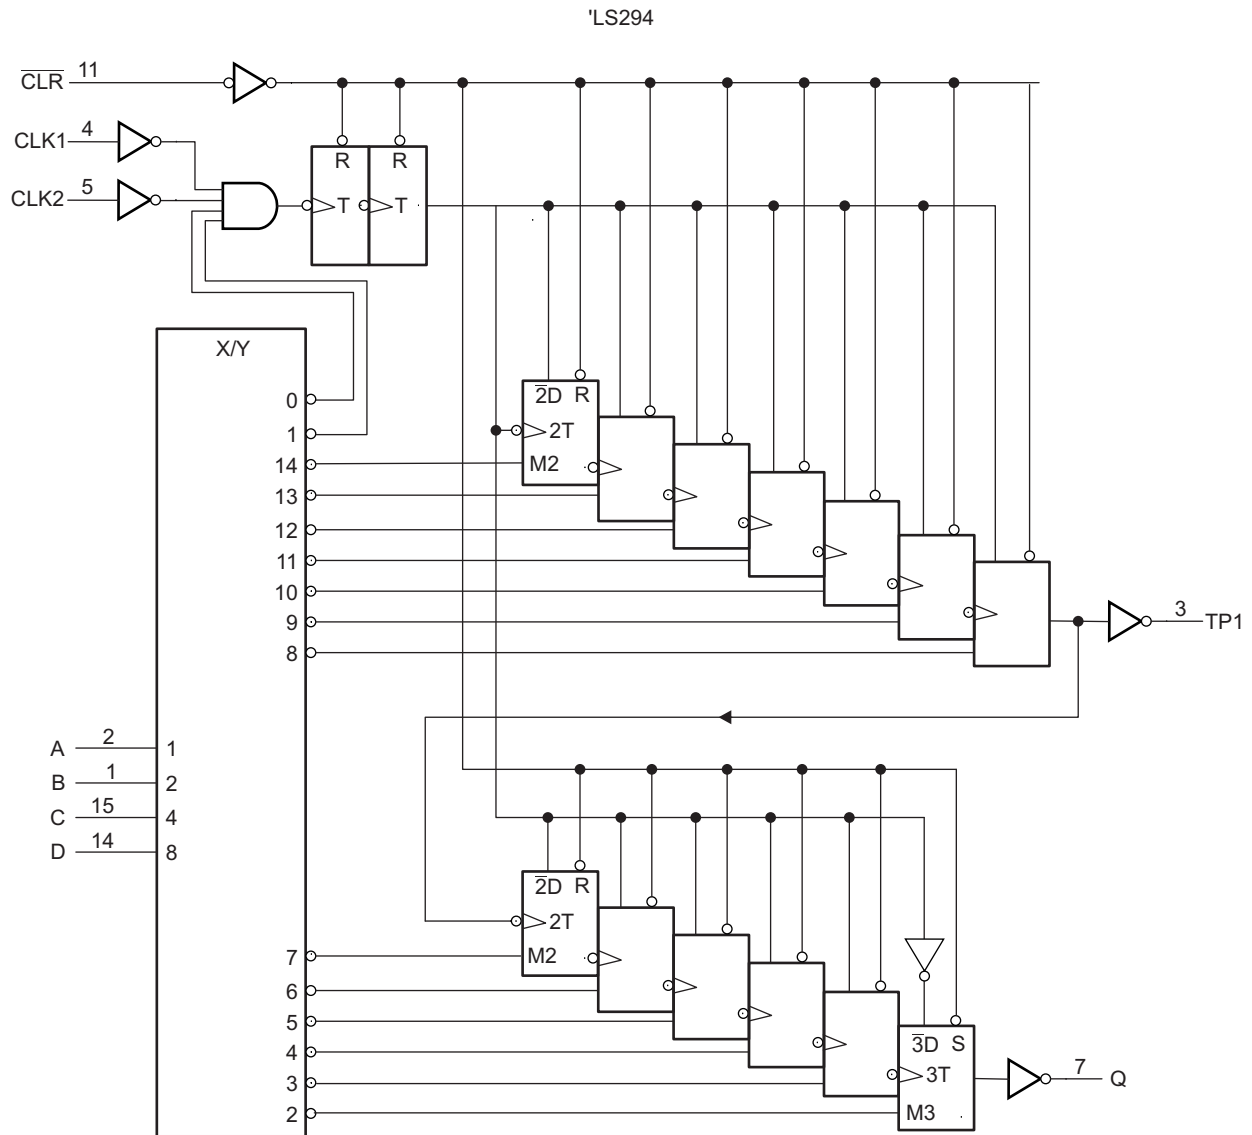 'LS294
CLR 11
CLK1 4
CLK2 5
R R
T T
X/Y
0
1
14
13
12
11
10
9
8
2D R
2T
M2
3 TP1
A 2 1
B 1 2
C 15 4
D 14 8
2D R
2T
M2
7
6
5
4
3
2
3D S
3T
M3
7 Q